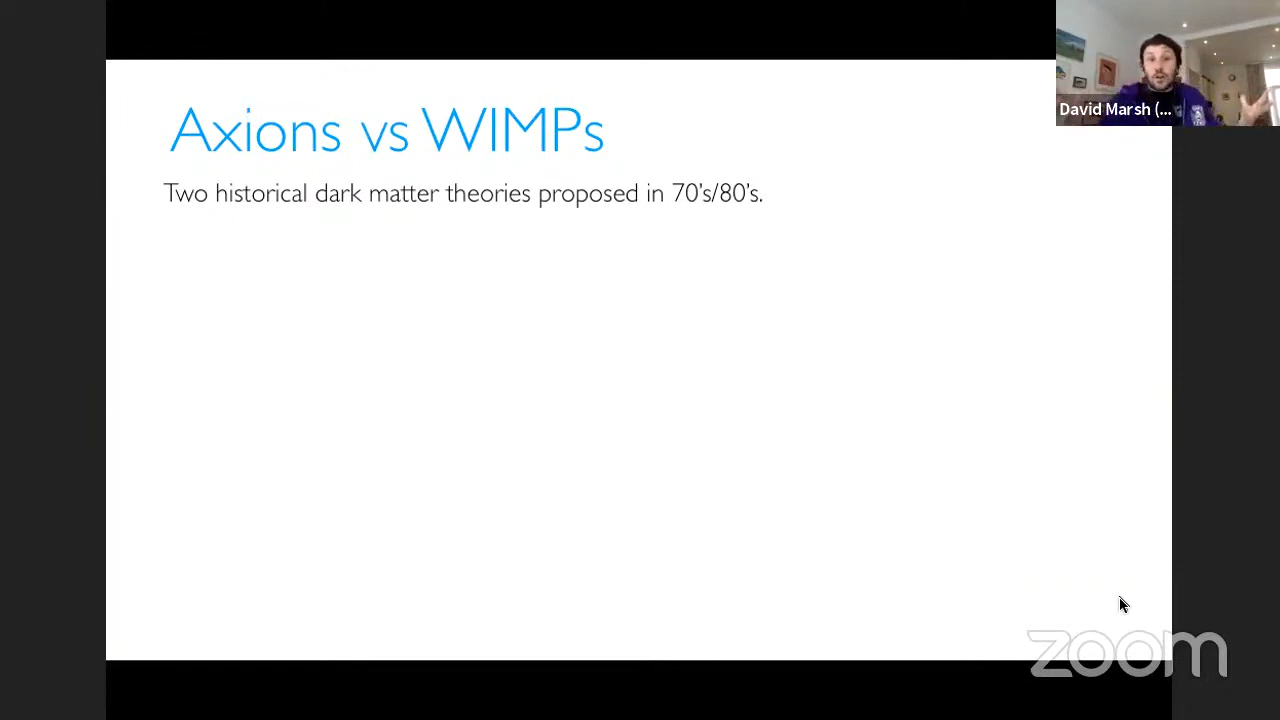 Axions vs WIMPs
Two historical dark matter theories proposed in 70's/80's.
David Marsh (...
zoom